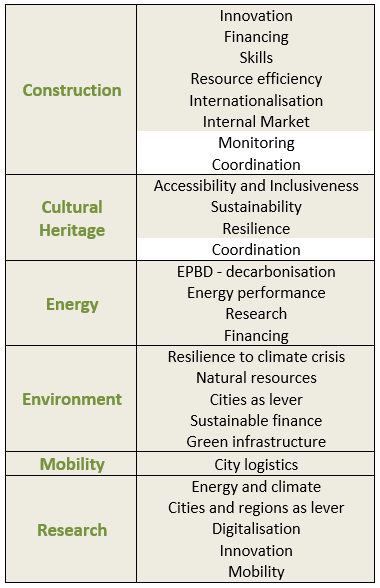 Construction
Innovation
Financing
Skills
Resource efficiency
Internationalisation
Internal Market
Monitoring
Coordination
Cultural
Heritage
Accessibility and Inclusiveness
Sustainability
Resilience
Coordination
Energy
EPBD - decarbonisation
Energy performance
Research
Financing
Environment
Resilience to climate crisis
Natural resources
Cities as lever
Sustainable finance
Green infrastructure
Mobility
City logistics
Research
Energy and climate
Cities and regions as lever
Digitalisation
Innovation
Mobility